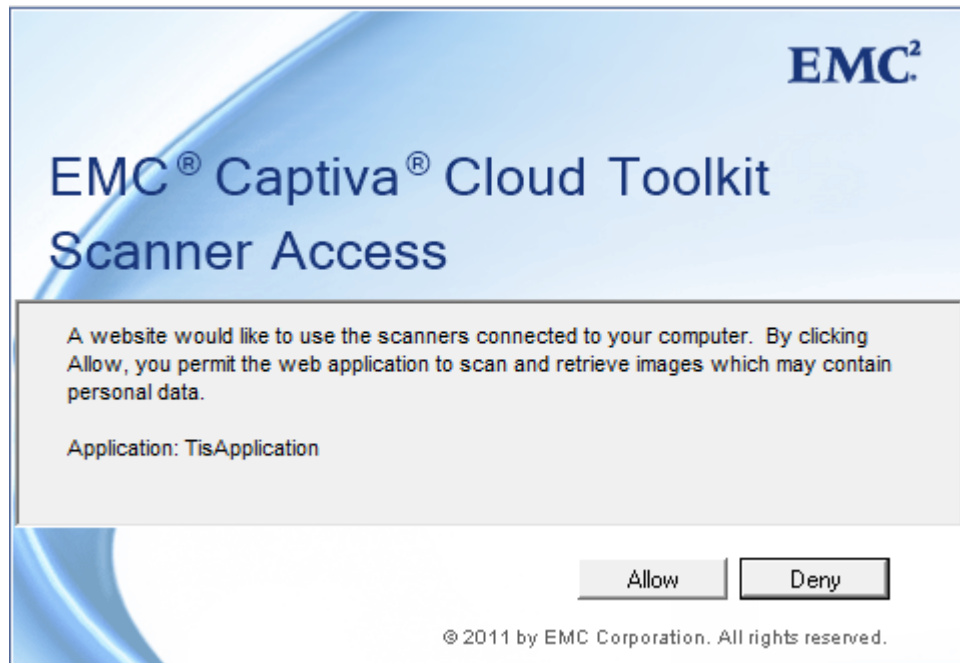 EMC²
EMC® Captiva® Cloud Toolkit
Scanner Access
A website would like to use the scanners connected to your computer.  By clicking
Allow, you permit the web application to scan and retrieve images which may contain
personal data.
Application: TisApplication
Allow Deny
© 2011 by EMC Corporation. All rights reserved.